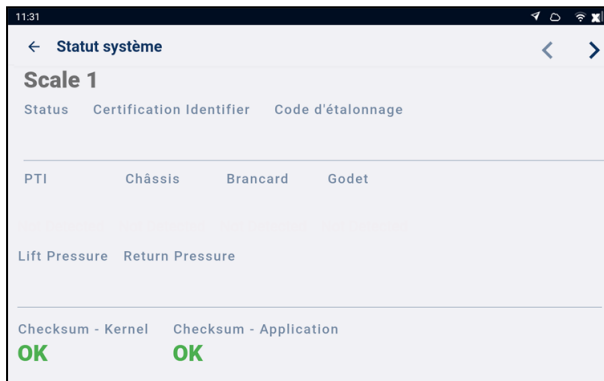 11:31
Statut système
Scale 1
Status Certification Identifier Code d'étalonnage
PTI Châssis Brancard Godet
Lift Pressure Return Pressure
Checksum - Kernel Checksum - Application
OK OK